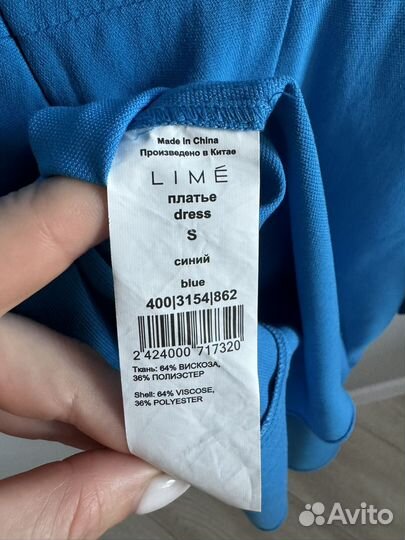 Made In China
Произведено в Китае
LIMÉ
платье
dress
S
синий
blue
400|3154|862
2 424000 717320
Ткань: 64% ВИСКОЗА,
36% ПОЛИЭСТЕР
Shell: 64% VISCOSE,
36% POLYESTER
Avito